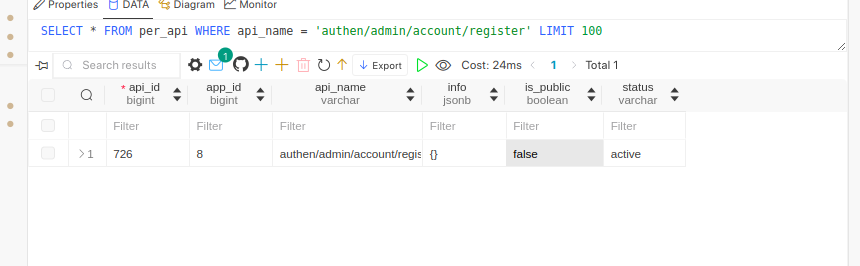 Properties DATA Diagram Monitor
SELECT * FROM per_api WHERE api_name = 'authen/admin/account/register' LIMIT 100
Search results 1 Export Cost: 24ms 1 Total 1
* api_id app_id api_name info is_public status
bigint bigint varchar jsonb boolean varchar
Filter Filter Filter Filter Filter Filter
1 726 8 authen/admin/account/regis {} false active